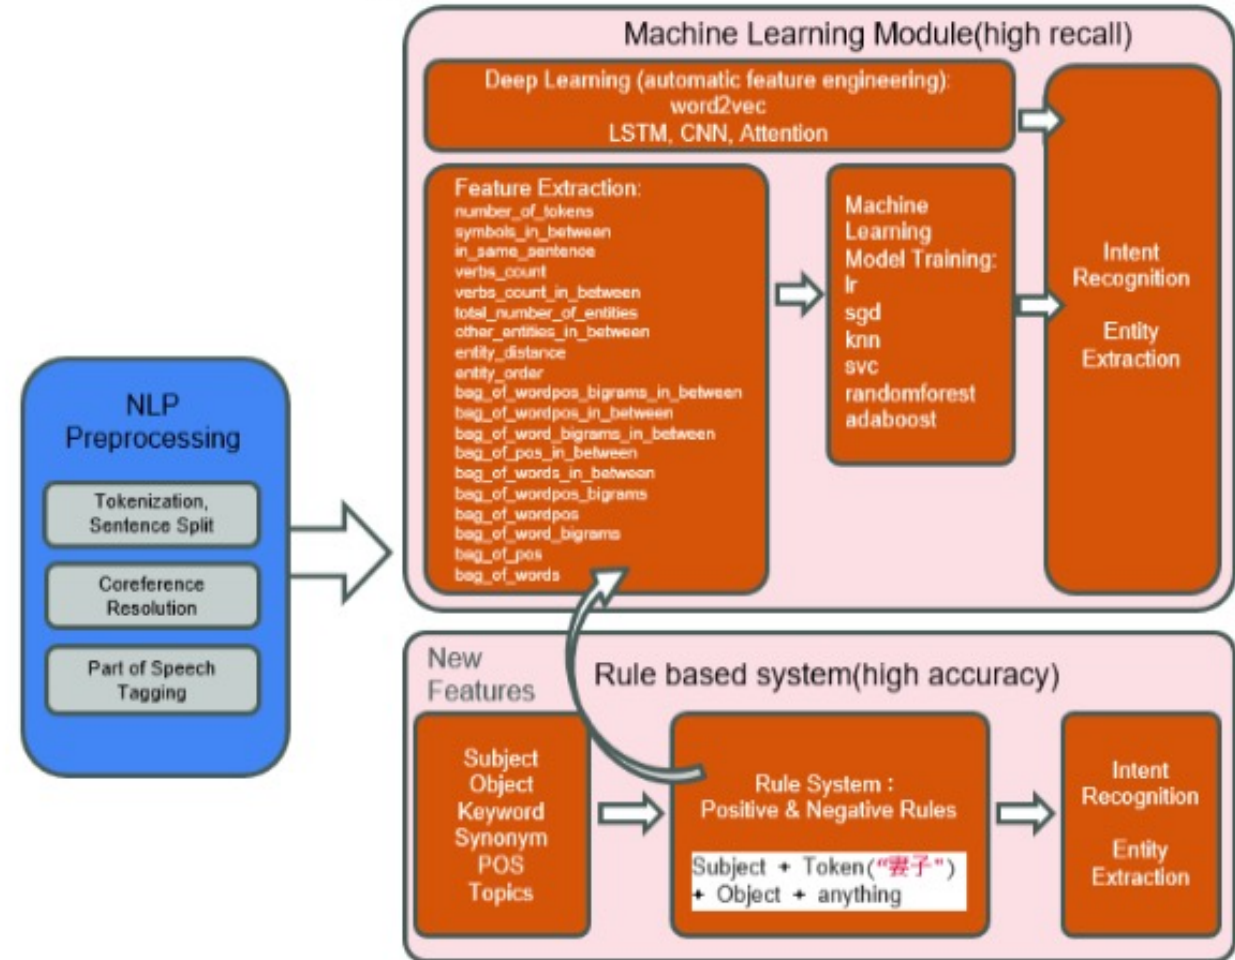 Machine Learning Module(high recall)
Deep Learning (automatic feature engineering):
word2vec
LSTM, CNN, Attention
Feature Extraction:
number_of_tokens
symbols_in_between
in_same_sentence
verbs_count
verbs_count_in_between
total_number_of_entities
other_entities_in_between
entity_distance
entity_order
bag_of_wordpos_bigrams_in_between
bag_of_wordpos_in_between
bag_of_word_bigrams_in_between
bag_of_pos_in_between
bag_of_words_in_between
bag_of_wordpos_bigrams
bag_of_wordpos
bag_of_word_bigrams
bag_of_pos
bag_of_words
Machine
Learning
Model Training:
lr
sgd
knn
svc
randomforest
adaboost
Intent
Recognition
Entity
Extraction
NLP
Preprocessing
Tokenization,
Sentence Split
Coreference
Resolution
Part of Speech
Tagging
New
Features
Rule based system(high accuracy)
Subject
Object
Keyword
Synonym
POS
Topics
Rule System：
Positive & Negative Rules
Subject + Token("妻子")
+ Object + anything
Intent
Recognition
Entity
Extraction